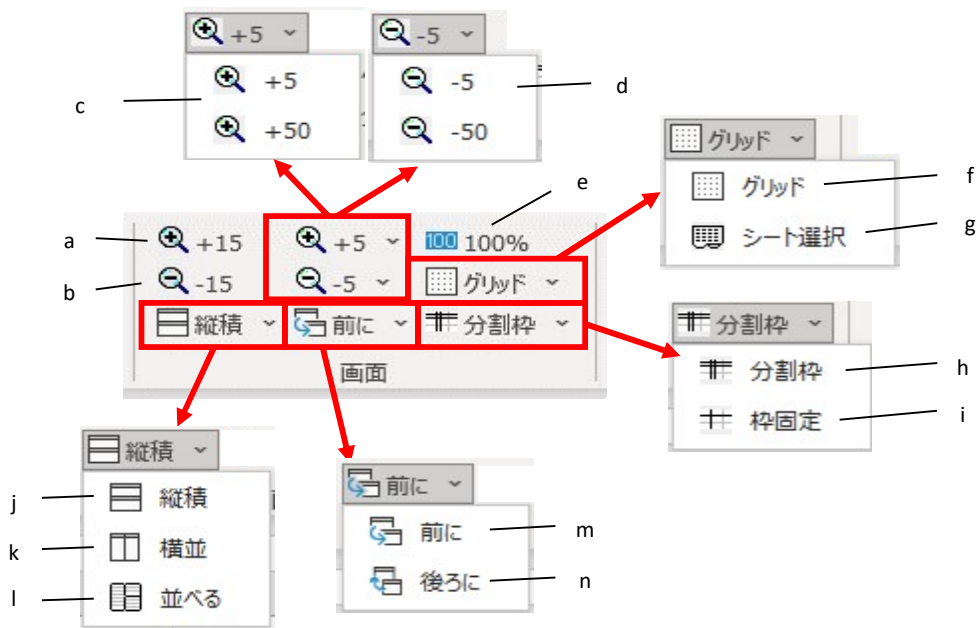 +5
-5
+5
+50
c
-5
-50
d
グリッド
グリッド
f
シート選択
g
e
a
+15
+5
100 100%
b
-15
-5
グリッド
縦積
前に
分割枠
画面
分割枠
分割枠
h
枠固定
i
縦積
j
縦積
k
横並
l
並べる
前に
前に
m
後ろに
n